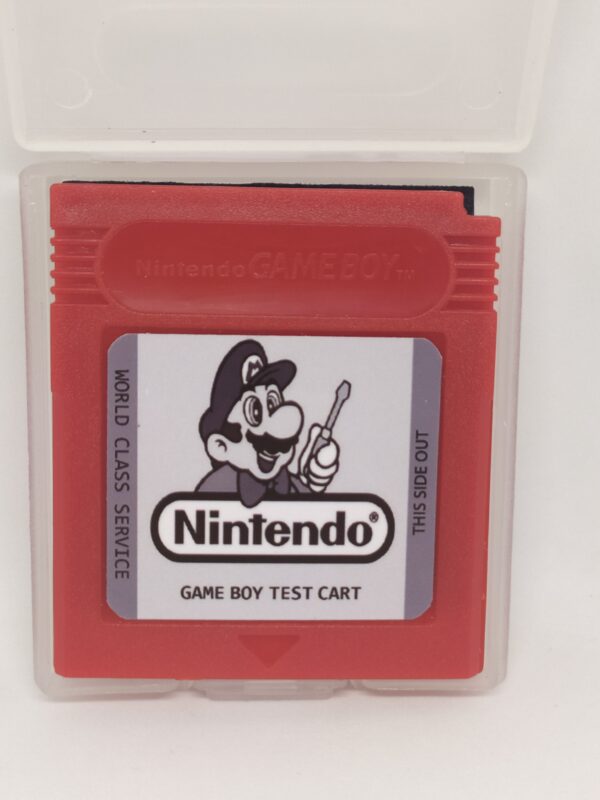 Nintendo GAME BOY TM
WORLD CLASS SERVICE
M
THIS SIDE OUT
Nintendo®
GAME BOY TEST CART